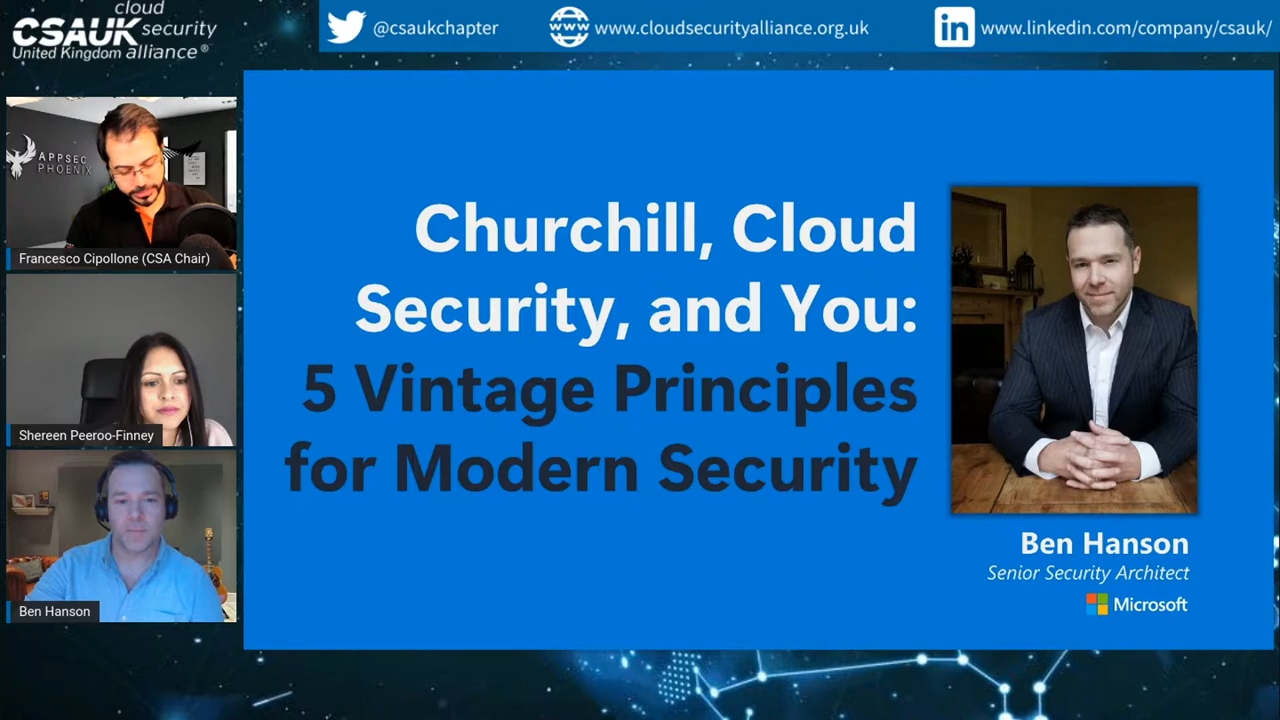 cloud
CSAUK security
United Kingdom alliance®
@csaukchapter
www.cloudsecurityalliance.org.uk
www.linkedin.com/company/csauk/
APPSEC
PHOENIX
Francesco Cipollone (CSA Chair)
Shereen Peeroo-Finney
Ben Hanson
Churchill, Cloud
Security, and You:
5 Vintage Principles
for Modern Security
Ben Hanson
Senior Security Architect
Microsoft